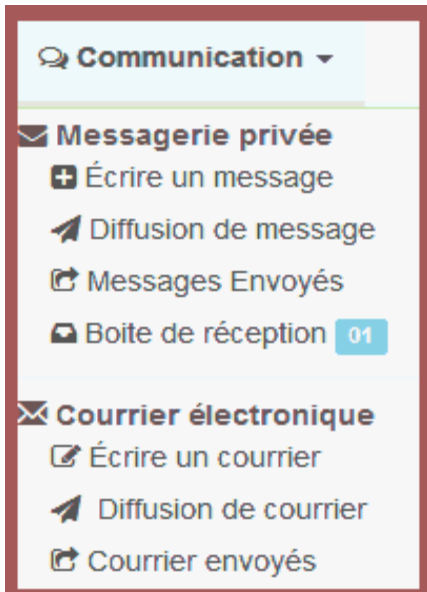 Communication
Messagerie privée
Écrire un message
Diffusion de message
Messages Envoyés
Boite de réception 01
Courrier électronique
Écrire un courrier
Diffusion de courrier
Courrier envoyés